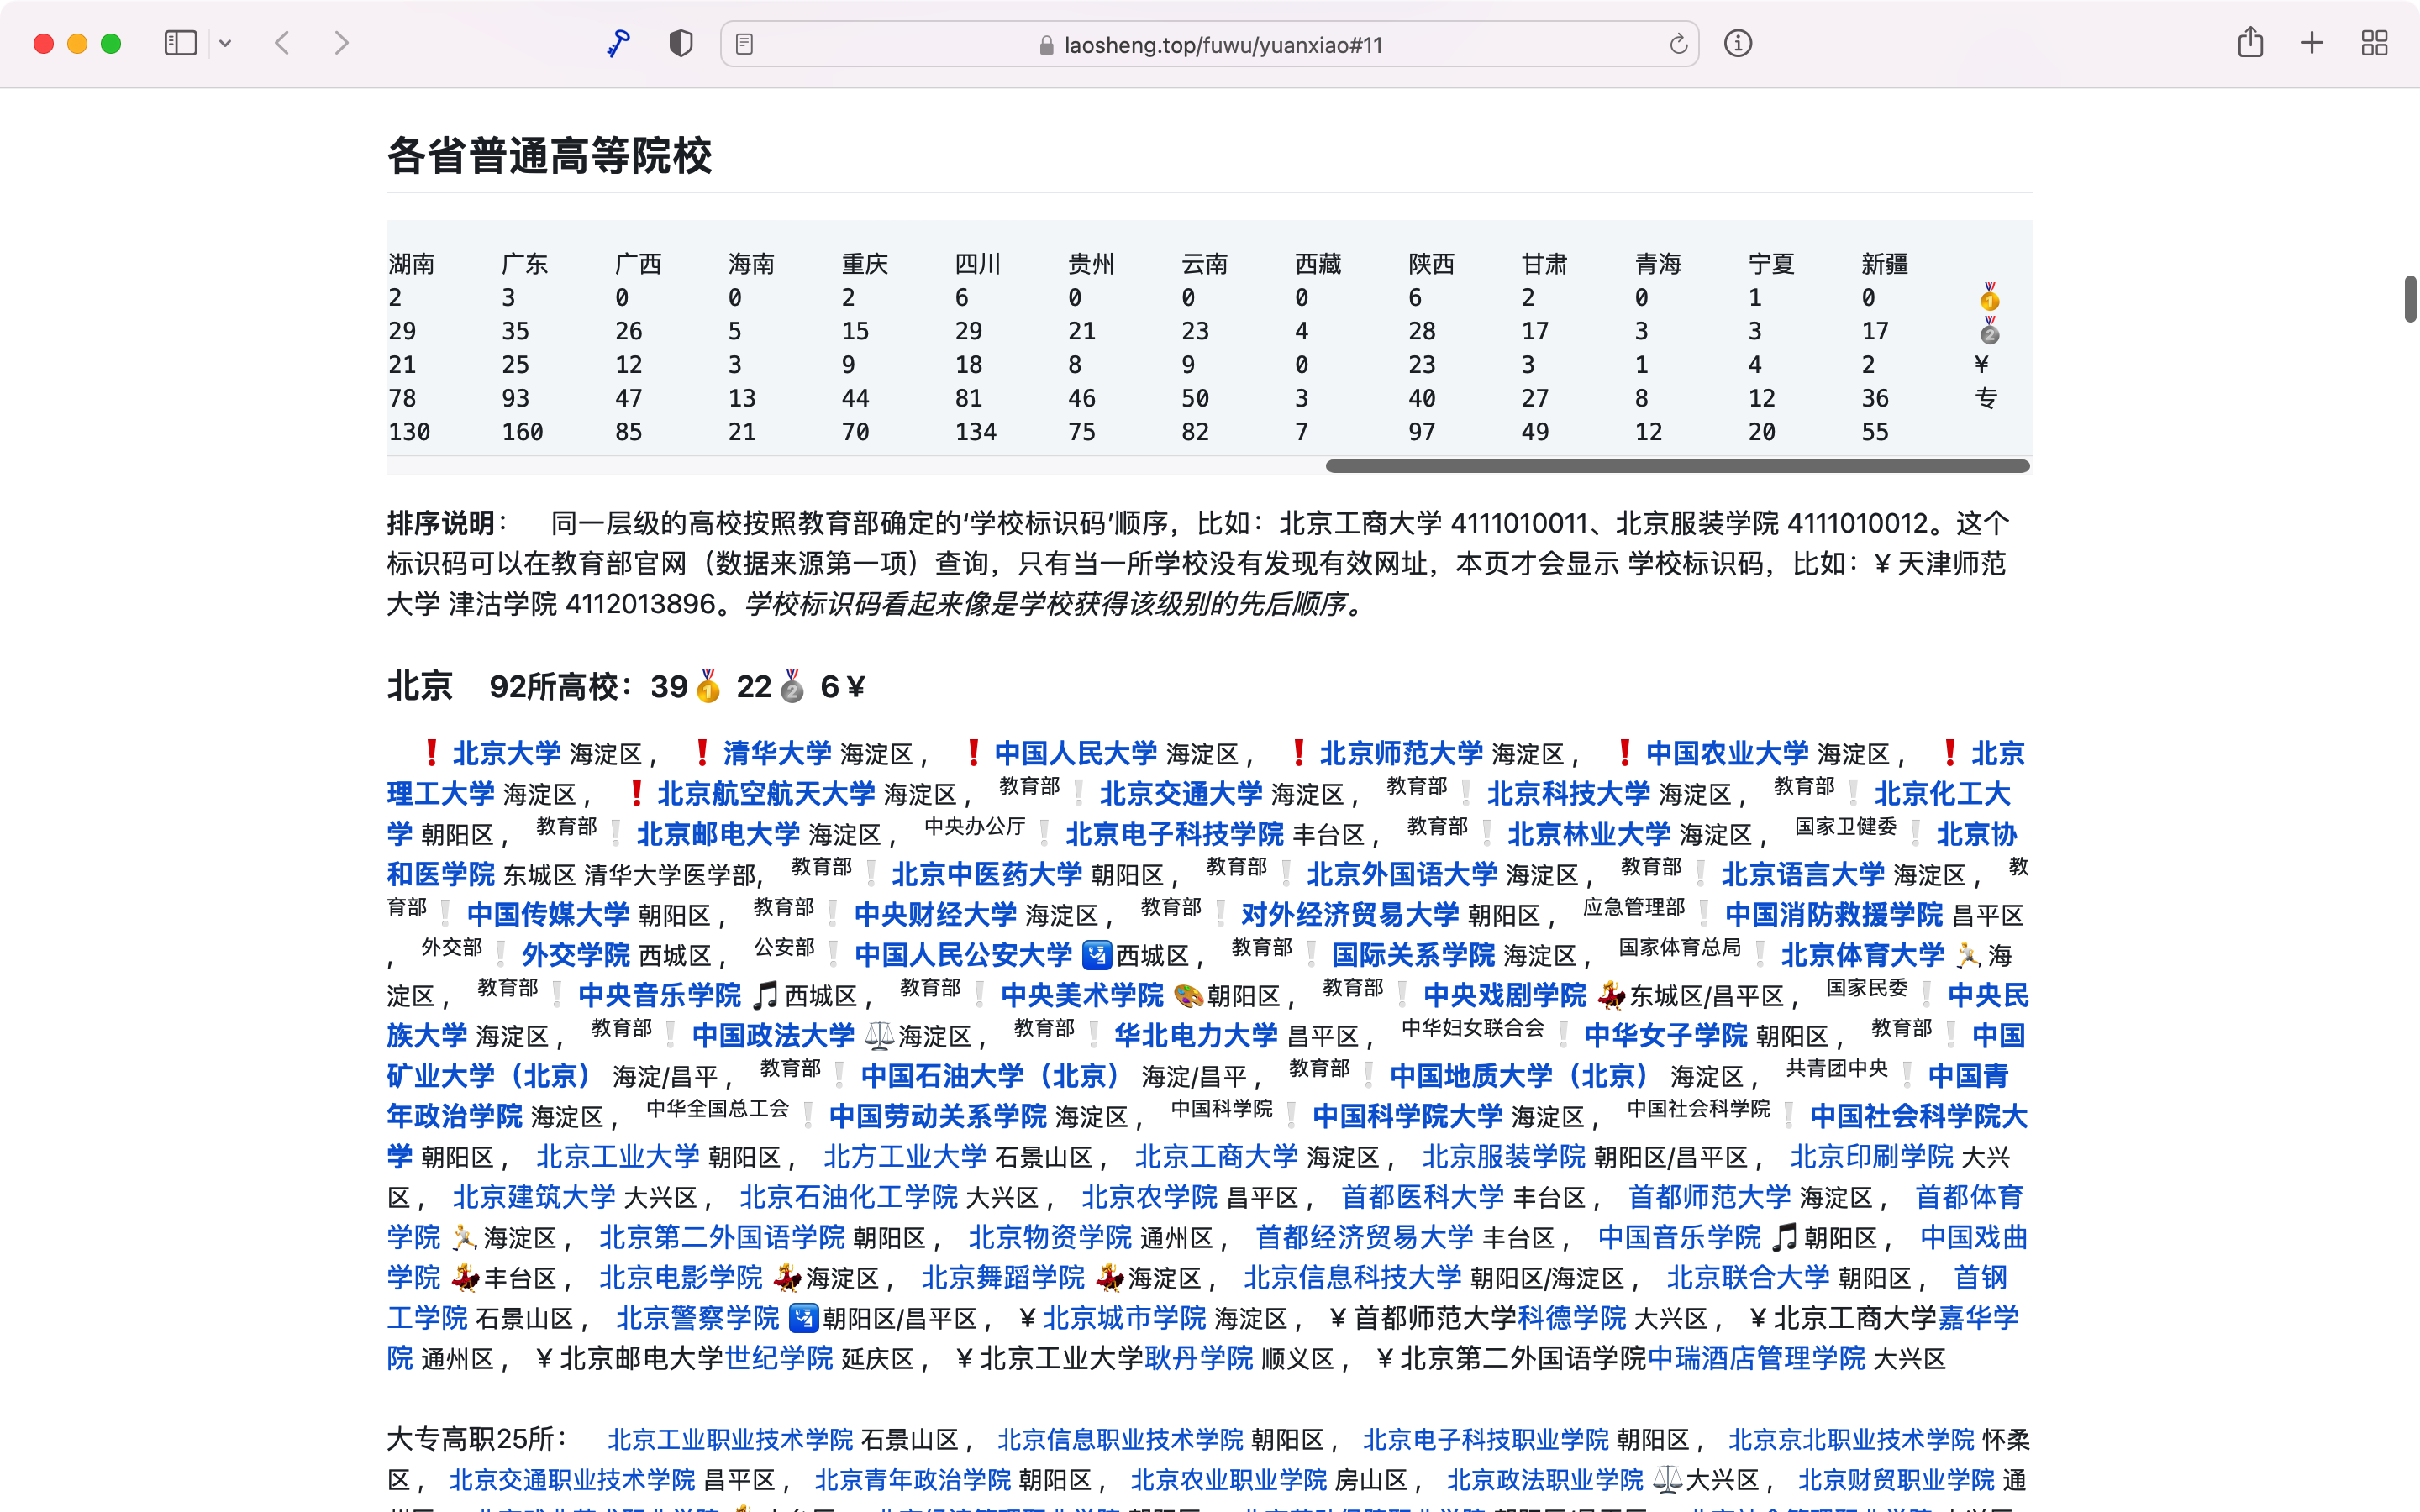 laosheng.top/fuwu/yuanxiao#11
各省普通高等院校
湖南 广东 广西 海南 重庆 四川 贵州 云南 西藏 陕西 甘肃 青海 宁夏 新疆
2 3 0 0 2 6 0 0 0 6 2 0 1 0 🥇
29 35 26 5 15 29 21 23 4 28 17 3 3 17 🥈
21 25 12 3 9 18 8 9 0 23 3 1 4 2 ¥
78 93 47 13 44 81 46 50 3 40 27 8 12 36 专
130 160 85 21 70 134 75 82 7 97 49 12 20 55
排序说明： 同一层级的高校按照教育部确定的‘学校标识码’顺序，比如：北京工商大学 4111010011、北京服装学院 4111010012。这个
标识码可以在教育部官网（数据来源第一项）查询，只有当一所学校没有发现有效网址，本页才会显示 学校标识码，比如：¥ 天津师范
大学 津沽学院 4112013896。学校标识码看起来像是学校获得该级别的先后顺序。
北京 92所高校：39🥇 22🥈 6 ¥
❗ 北京大学 海淀区， ❗ 清华大学 海淀区， ❗ 中国人民大学 海淀区， ❗ 北京师范大学 海淀区， ❗ 中国农业大学 海淀区， ❗ 北京
理工大学 海淀区， ❗ 北京航空航天大学 海淀区， 教育部❕ 北京交通大学 海淀区， 教育部❕ 北京科技大学 海淀区， 教育部❕ 北京化工大
学 朝阳区， 教育部❕ 北京邮电大学 海淀区， 中央办公厅❕ 北京电子科技学院 丰台区， 教育部❕ 北京林业大学 海淀区， 国家卫健委❕ 北京协
和医学院 东城区 清华大学医学部， 教育部❕ 北京中医药大学 朝阳区， 教育部❕ 北京外国语大学 海淀区， 教育部❕ 北京语言大学 海淀区， 教
育部❕ 中国传媒大学 朝阳区， 教育部❕ 中央财经大学 海淀区， 教育部❕ 对外经济贸易大学 朝阳区， 应急管理部❕ 中国消防救援学院 昌平区
， 外交部❕ 外交学院 西城区， 公安部❕ 中国人民公安大学 🛂西城区， 教育部❕ 国际关系学院 海淀区， 国家体育总局❕ 北京体育大学 🏃海
淀区， 教育部❕ 中央音乐学院 🎵西城区， 教育部❕ 中央美术学院 🎨朝阳区， 教育部❕ 中央戏剧学院 💃东城区/昌平区， 国家民委❕ 中央民
族大学 海淀区， 教育部❕ 中国政法大学 ⚖️海淀区， 教育部❕ 华北电力大学 昌平区， 中华妇女联合会❕ 中华女子学院 朝阳区， 教育部❕ 中国
矿业大学（北京） 海淀/昌平， 教育部❕ 中国石油大学（北京） 海淀/昌平， 教育部❕ 中国地质大学（北京） 海淀区， 共青团中央❕ 中国青
年政治学院 海淀区， 中华全国总工会❕ 中国劳动关系学院 海淀区， 中国科学院❕ 中国科学院大学 海淀区， 中国社会科学院❕ 中国社会科学院大
学 朝阳区， 北京工业大学 朝阳区， 北方工业大学 石景山区， 北京工商大学 海淀区， 北京服装学院 朝阳区/昌平区， 北京印刷学院 大兴
区， 北京建筑大学 大兴区， 北京石油化工学院 大兴区， 北京农学院 昌平区， 首都医科大学 丰台区， 首都师范大学 海淀区， 首都体育
学院 🏃海淀区， 北京第二外国语学院 朝阳区， 北京物资学院 通州区， 首都经济贸易大学 丰台区， 中国音乐学院 🎵朝阳区， 中国戏曲
学院 💃丰台区， 北京电影学院 💃海淀区， 北京舞蹈学院 💃海淀区， 北京信息科技大学 朝阳区/海淀区， 北京联合大学 朝阳区， 首钢
工学院 石景山区， 北京警察学院 🛂朝阳区/昌平区， ¥ 北京城市学院 海淀区， ¥ 首都师范大学科德学院 大兴区， ¥ 北京工商大学嘉华学
院 通州区， ¥ 北京邮电大学世纪学院 延庆区， ¥ 北京工业大学耿丹学院 顺义区， ¥ 北京第二外国语学院中瑞酒店管理学院 大兴区
大专高职25所： 北京工业职业技术学院 石景山区， 北京信息职业技术学院 朝阳区， 北京电子科技职业学院 朝阳区， 北京京北职业技术学院 怀柔
区， 北京交通职业技术学院 昌平区， 北京青年政治学院 朝阳区， 北京农业职业学院 房山区， 北京政法职业学院 ⚖️大兴区， 北京财贸职业学院 通